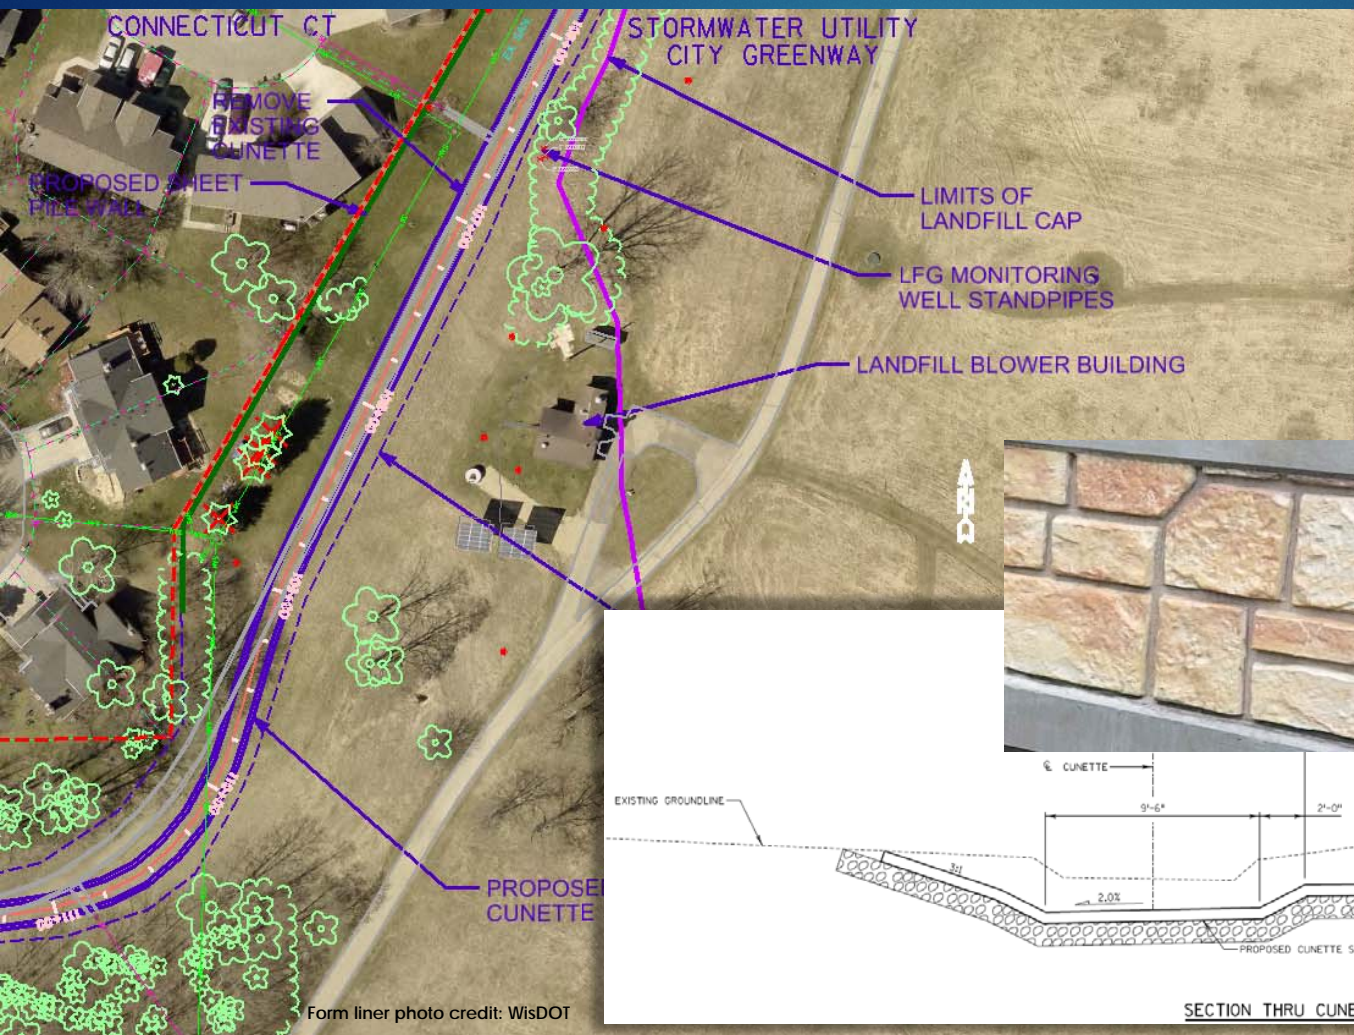 CONNECTICUT CT
STORMWATER UTILITY
CITY GREENWAY
REMOVE
EXISTING
CUNETTE
PROPOSED SHEET
PILE WALL
LIMITS OF
LANDFILL CAP
LFG MONITORING
WELL STANDPIPES
LANDFILL BLOWER BUILDING
PROPOSE
CUNETTE
Form liner photo credit: WisDOT
CUNETTE
EXISTING GROUNDLINE
9'-6"
2'-0"
3:1
2.0%
PROPOSED CUNETTE S
SECTION THRU CUNE